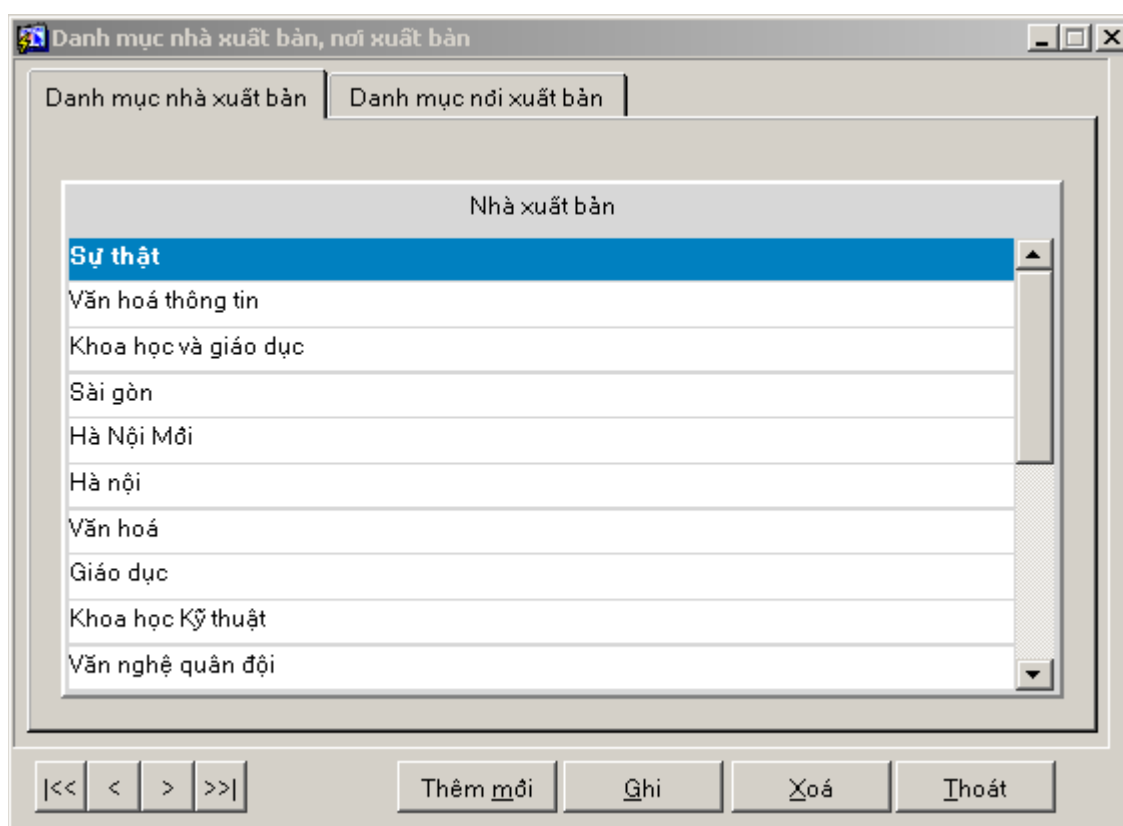 Danh mục nhà xuất bản, nơi xuất bản
Danh mục nhà xuất bản
Danh mục nơi xuất bản
Nhà xuất bản
Sự thật
Văn hoá thông tin
Khoa học và giáo dục
Sài gòn
Hà Nội Mới
Hà nội
Văn hoá
Giáo dục
Khoa học Kỹ thuật
Văn nghệ quân đội
|<< < > >>| Thêm mới Ghi Xoá Thoát